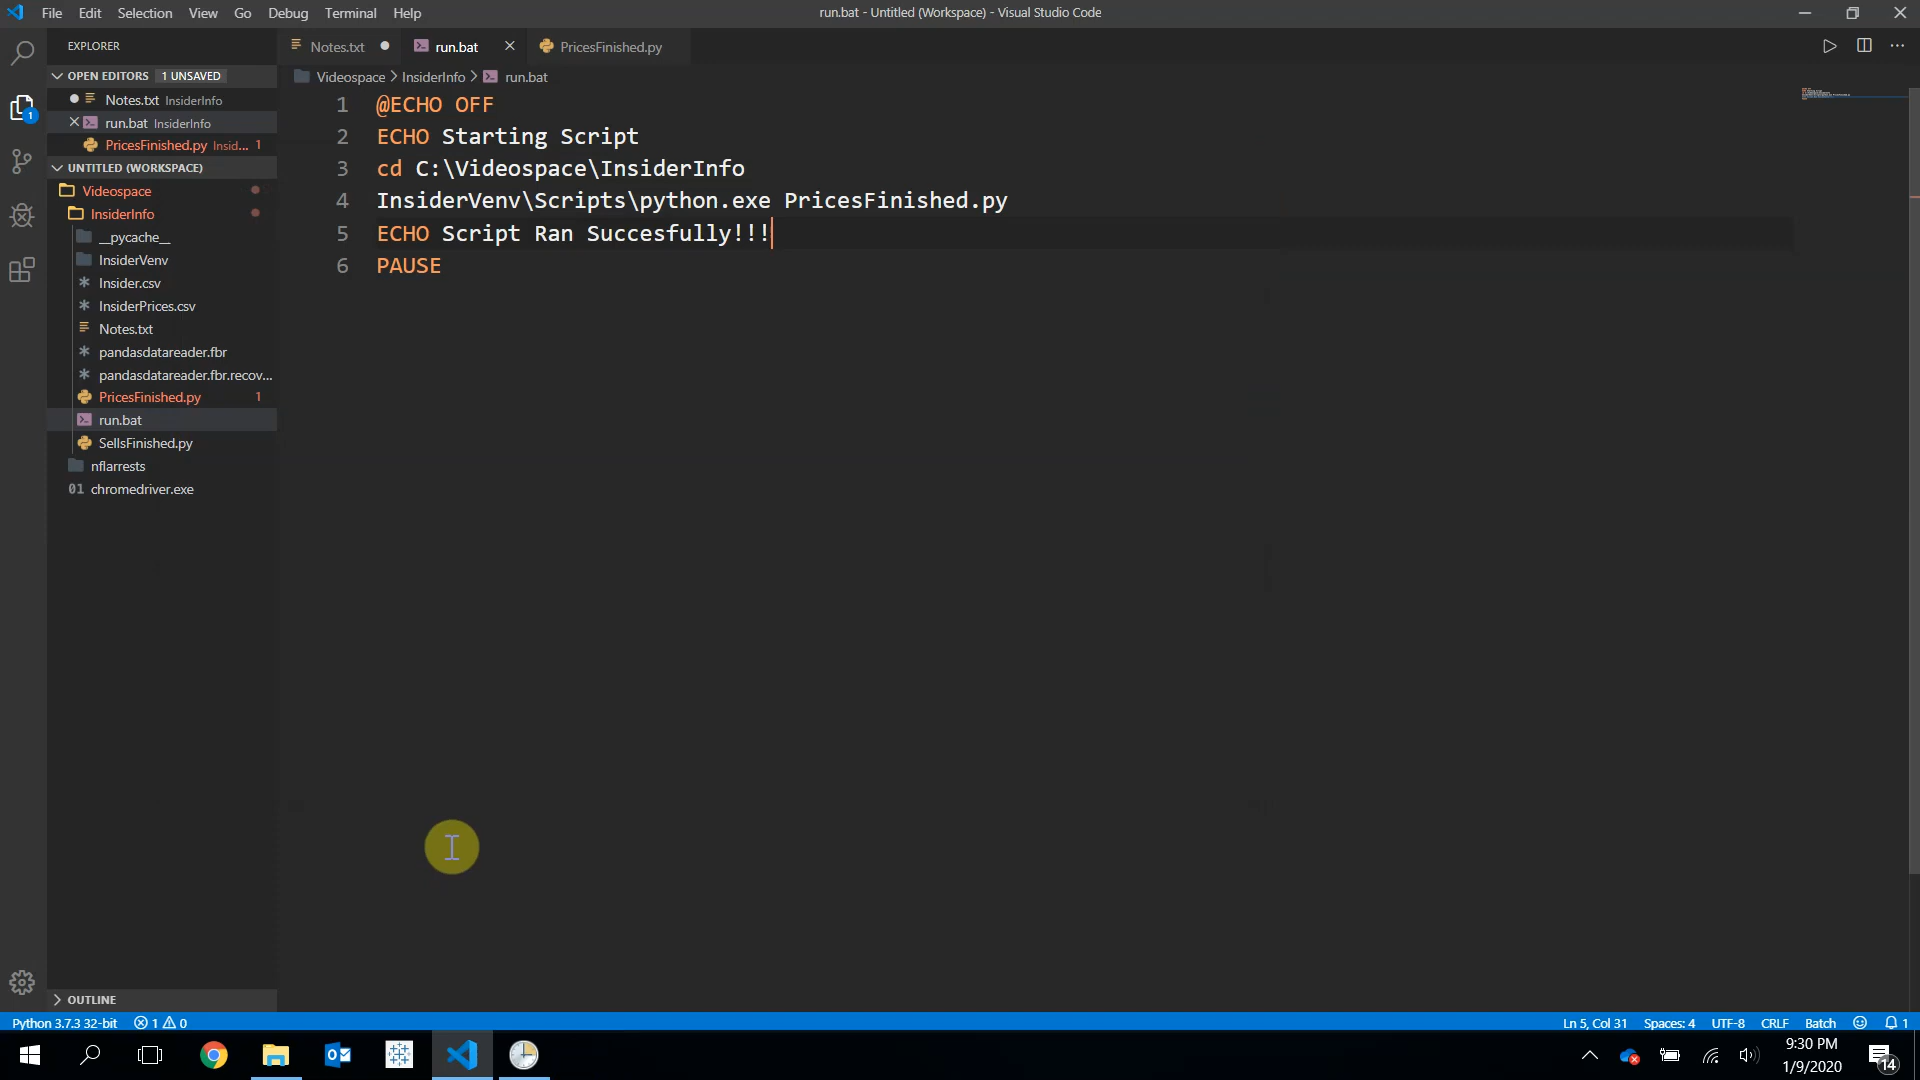 File Edit Selection View Go Debug Terminal Help
run.bat - Untitled (Workspace) - Visual Studio Code
EXPLORER
Notes.txt
run.bat
PricesFinished.py
OPEN EDITORS 1 UNSAVED
Notes.txt InsiderInfo
run.bat InsiderInfo
PricesFinished.py Insid... 1
UNTITLED (WORKSPACE)
Videospace
InsiderInfo
__pycache__
InsiderVenv
Insider.csv
InsiderPrices.csv
Notes.txt
pandasdatareader.fbr
pandasdatareader.fbr.recov...
PricesFinished.py 1
run.bat
SellsFinished.py
nflarrests
01 chromedriver.exe
OUTLINE
1
Videospace > InsiderInfo > run.bat
1 @ECHO OFF
2 ECHO Starting Script
3 cd C:\Videospace\InsiderInfo
4 InsiderVenv\Scripts\python.exe PricesFinished.py
5 ECHO Script Ran Succesfully!!!
6 PAUSE
Python 3.7.3 32-bit 1 0
Ln 5, Col 31 Spaces: 4 UTF-8 CRLF Batch 1
9:30 PM
1/9/2020
14